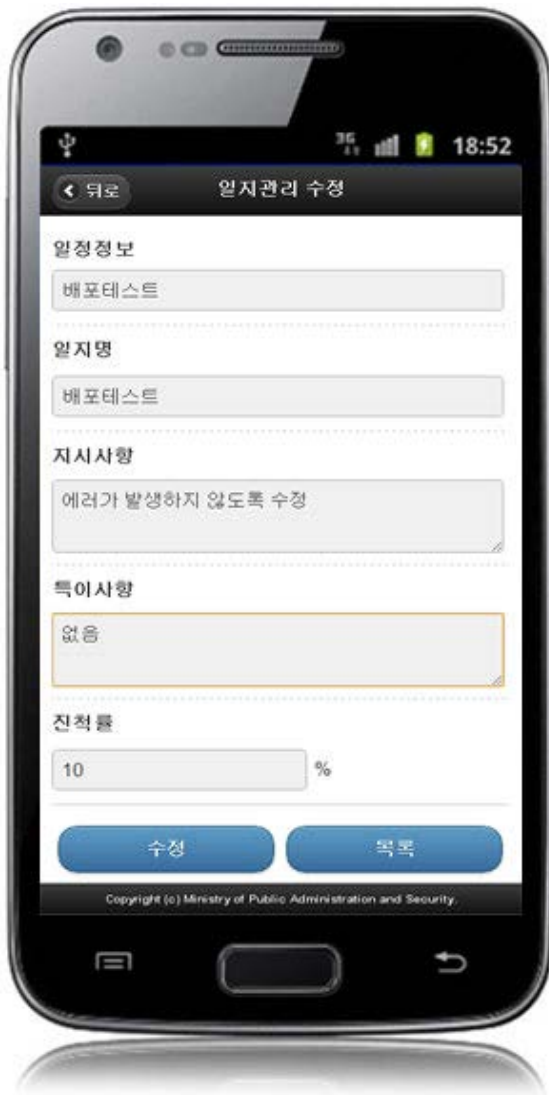 3G
18:52
뒤로
일지관리 수정
일정정보
배포테스트
일지명
배포테스트
지시사항
에러가 발생하지 않도록 수정
특이사항
없음
진척률
10 %
수정 목록
Copyright (c) Ministry of Public Administration and Security.